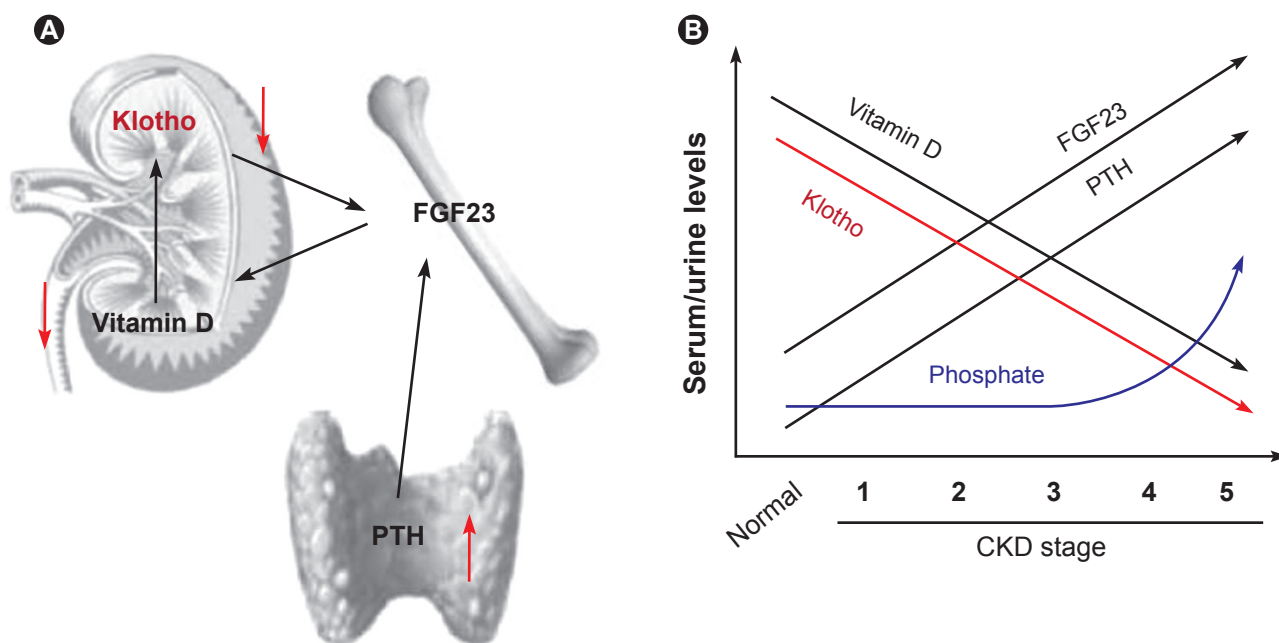 A
Klotho
Vitamin D
FGF23
PTH
B
Serum/urine levels
Vitamin D
Klotho
FGF23
PTH
Phosphate
Normal
1 2 3 4 5
CKD stage